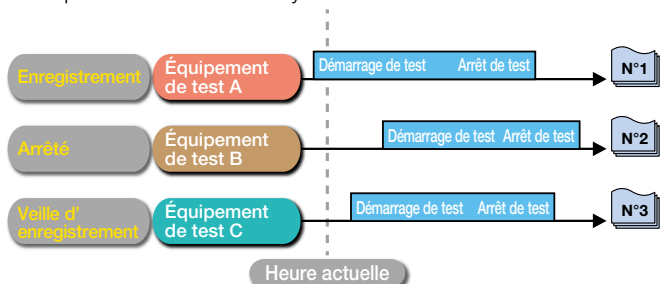 Enregistrement
Équipement
de test A
Démarrage de test Arrêt de test
N°1
Arrêté
Équipement
de test B
Démarrage de test Arrêt de test
N°2
Veille d'
enregistrement
Équipement
de test C
Démarrage de test Arrêt de test
N°3
Heure actuelle